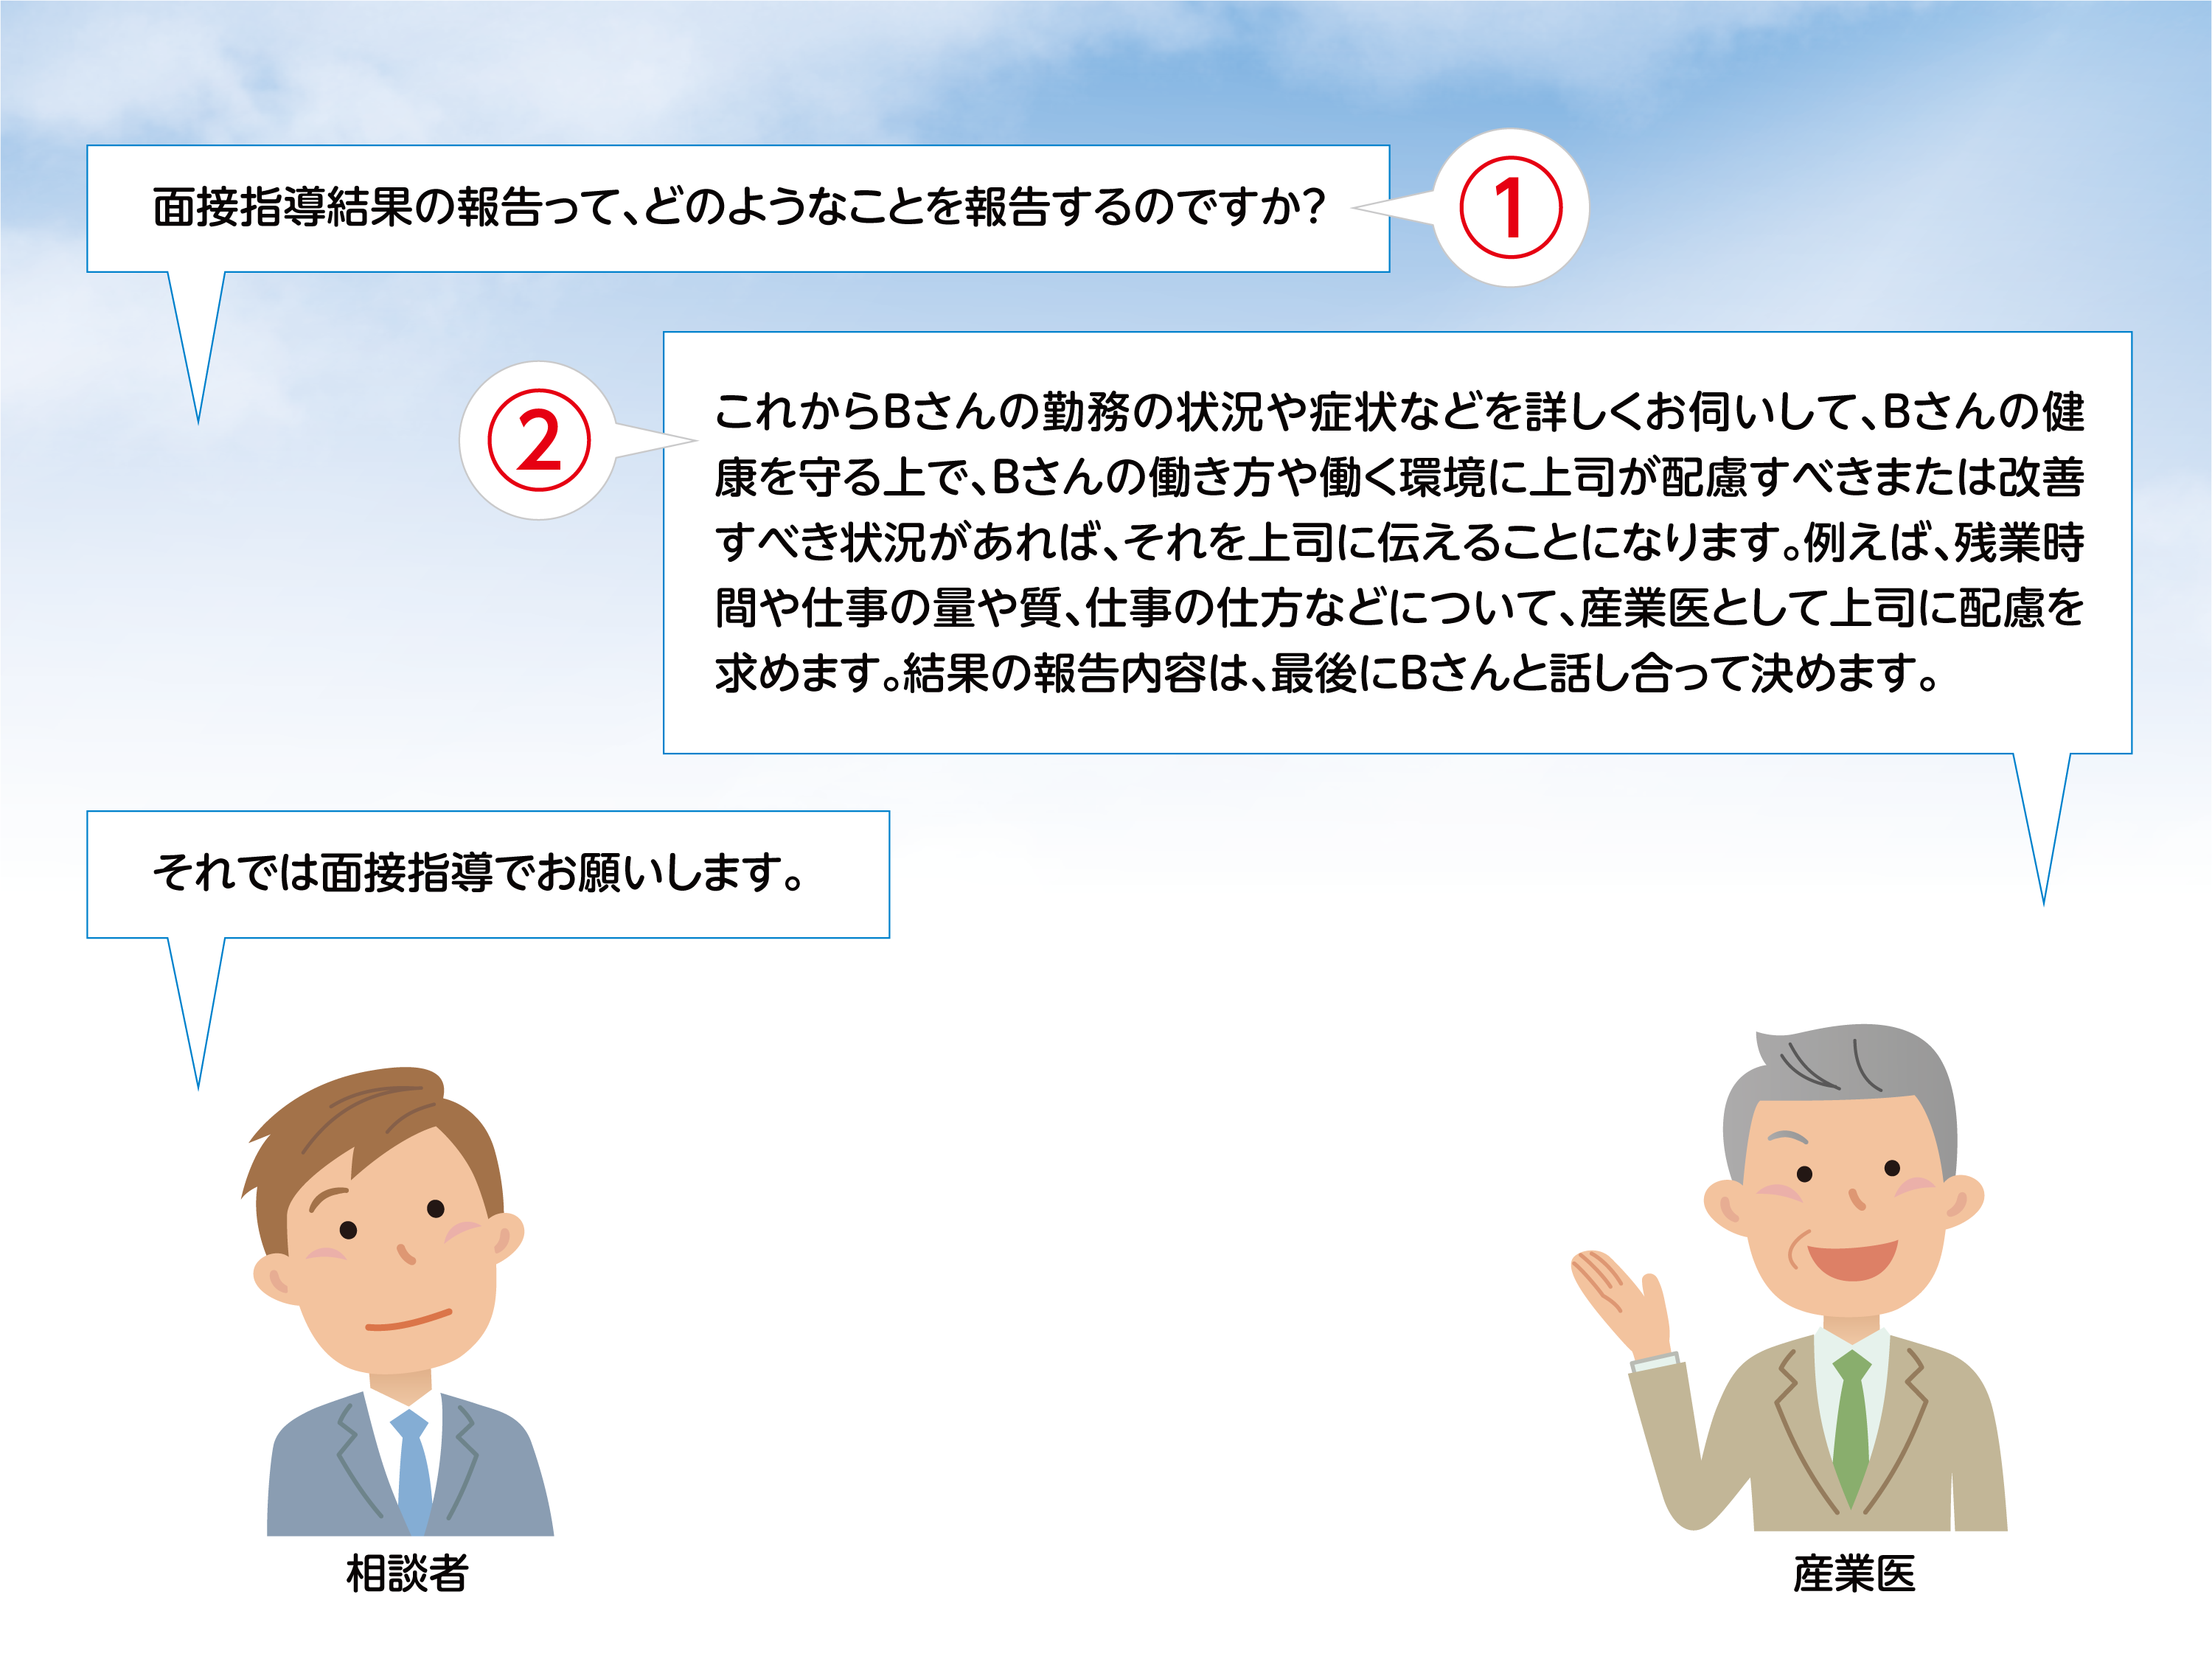 面接指導結果の報告って、どのようなことを報告するのですか？
①
②
これからBさんの勤務の状況や症状などを詳しくお伺いして、Bさんの健
康を守る上で、Bさんの働き方や働く環境に上司が配慮すべきまたは改善
すべき状況があれば、それを上司に伝えることになります。例えば、残業時
間や仕事の量や質、仕事の仕方などについて、産業医として上司に配慮を
求めます。結果の報告内容は、最後にBさんと話し合って決めます。
それでは面接指導でお願いします。
相談者
産業医